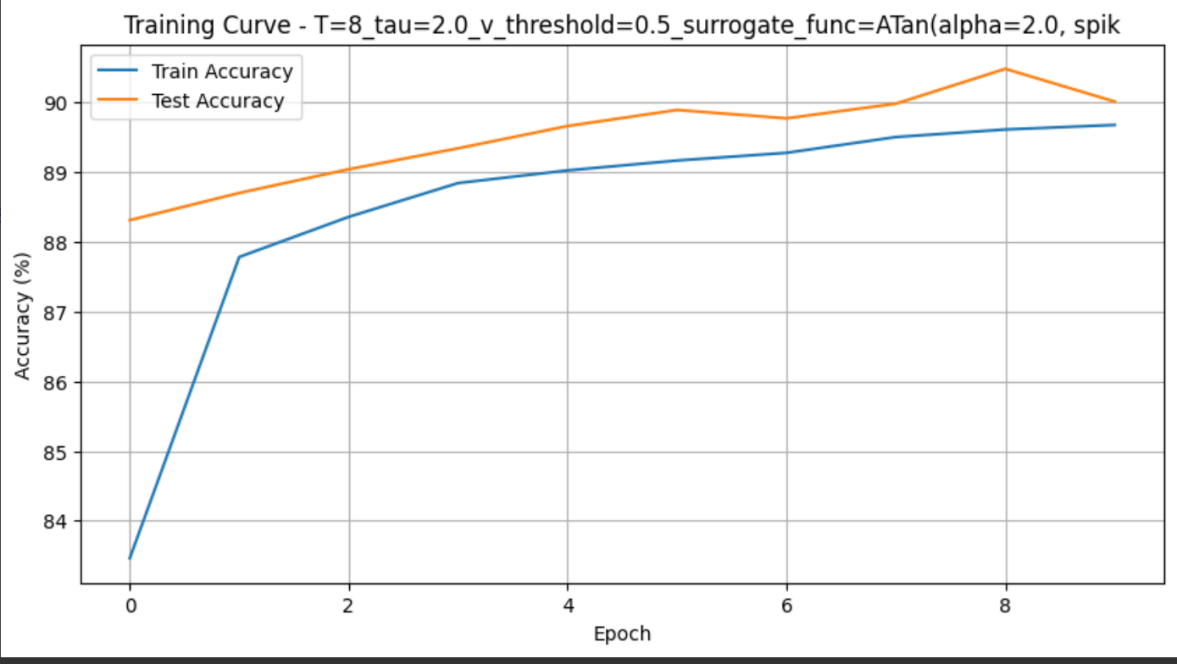 Training Curve - T=8_tau=2.0_v_threshold=0.5_surrogate_func=ATan(alpha=2.0, spik
Train Accuracy
Test Accuracy
90
89
88
87
86
85
84
Accuracy (%)
0 2 4 6 8
Epoch